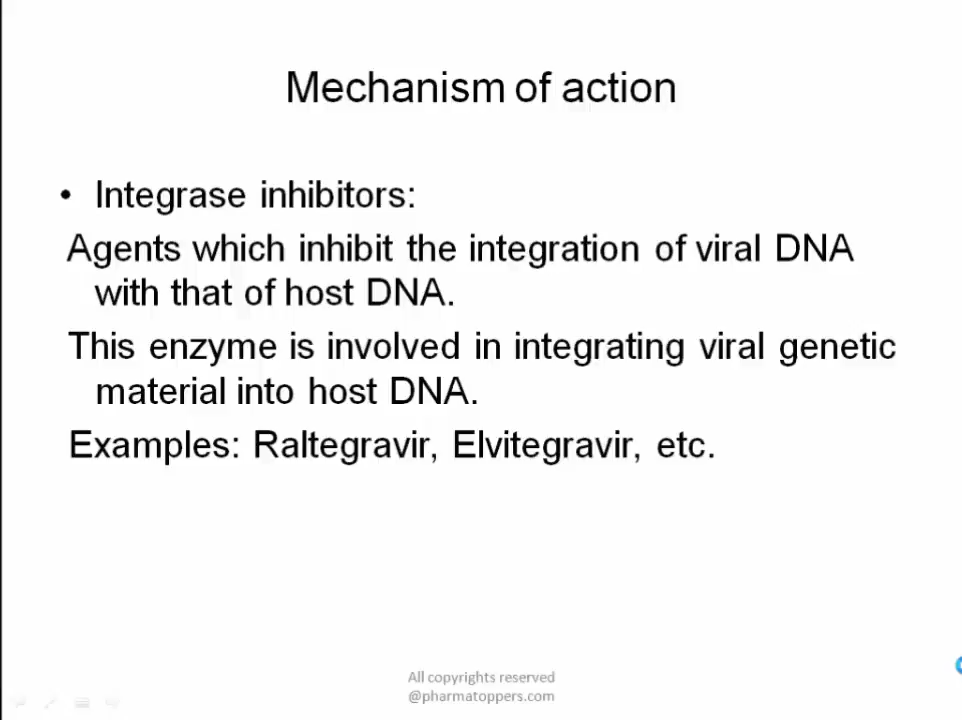 Mechanism of action
• Integrase inhibitors:
Agents which inhibit the integration of viral DNA
with that of host DNA.
This enzyme is involved in integrating viral genetic
material into host DNA.
Examples: Raltegravir, Elvitegravir, etc.
All copyrights reserved
@pharmatoppers.com